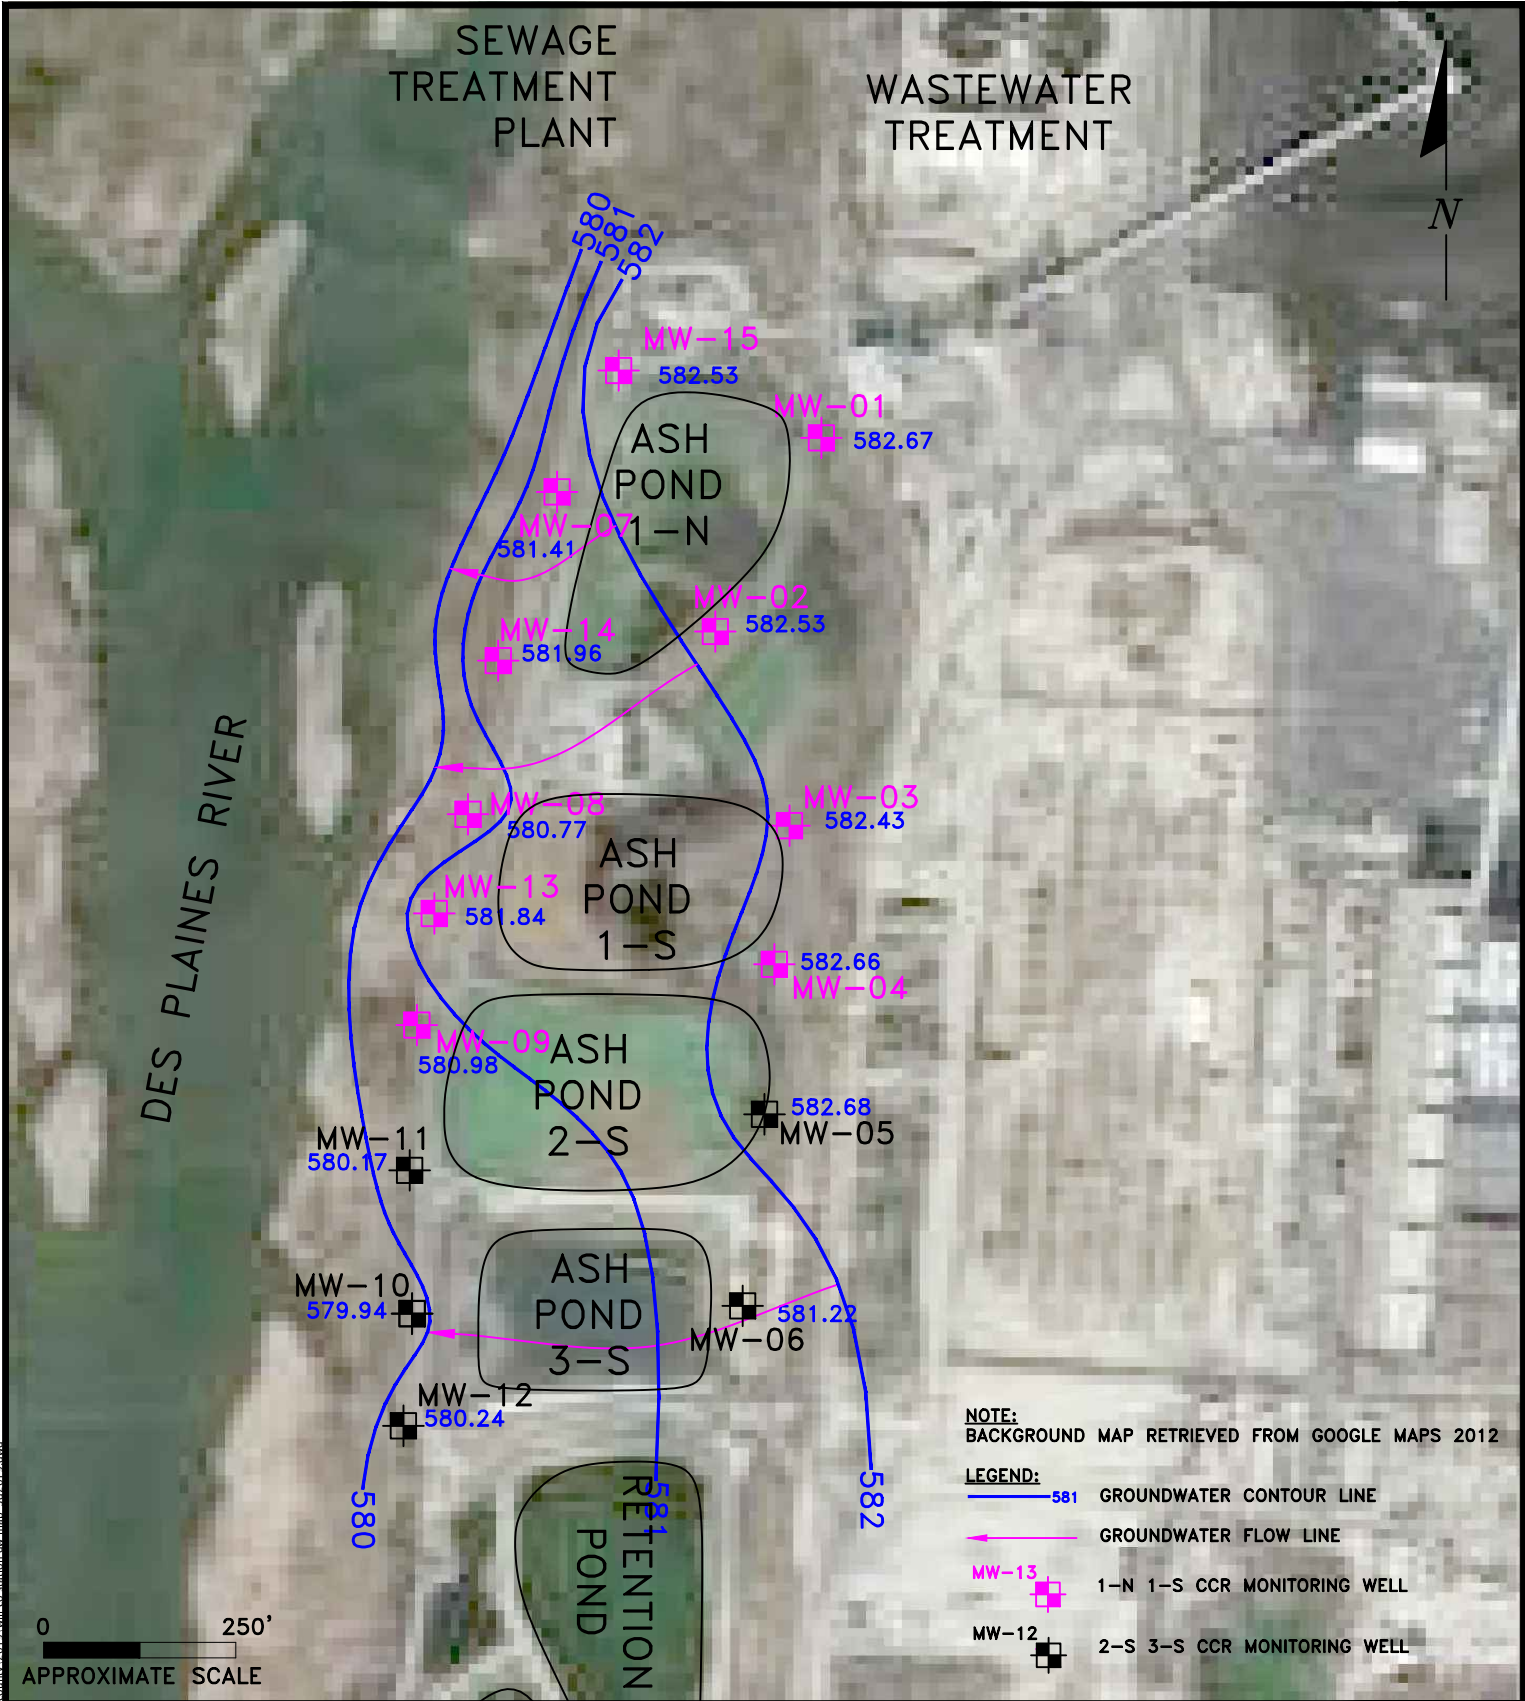 SEWAGE
TREATMENT
PLANT
WASTEWATER
TREATMENT
N
580
581
582
MW-15
582.53
MW-01
582.67
ASH
POND
1-N
MW-07
581.41
MW-02
582.53
MW-14
581.96
DES PLAINES RIVER
MW-08
580.77
MW-03
582.43
ASH
POND
1-S
MW-13
581.84
582.66
MW-04
MW-09
580.98
ASH
POND
2-S
582.68
MW-05
MW-11
580.17
ASH
POND
3-S
MW-10
579.94
581.22
MW-06
MW-12
580.24
580
581
582
RETENTION
POND
NOTE:
BACKGROUND MAP RETRIEVED FROM GOOGLE MAPS 2012
LEGEND:
581 GROUNDWATER CONTOUR LINE
GROUNDWATER FLOW LINE
MW-13 1-N 1-S CCR MONITORING WELL
MW-12 2-S 3-S CCR MONITORING WELL
0 250'
APPROXIMATE SCALE